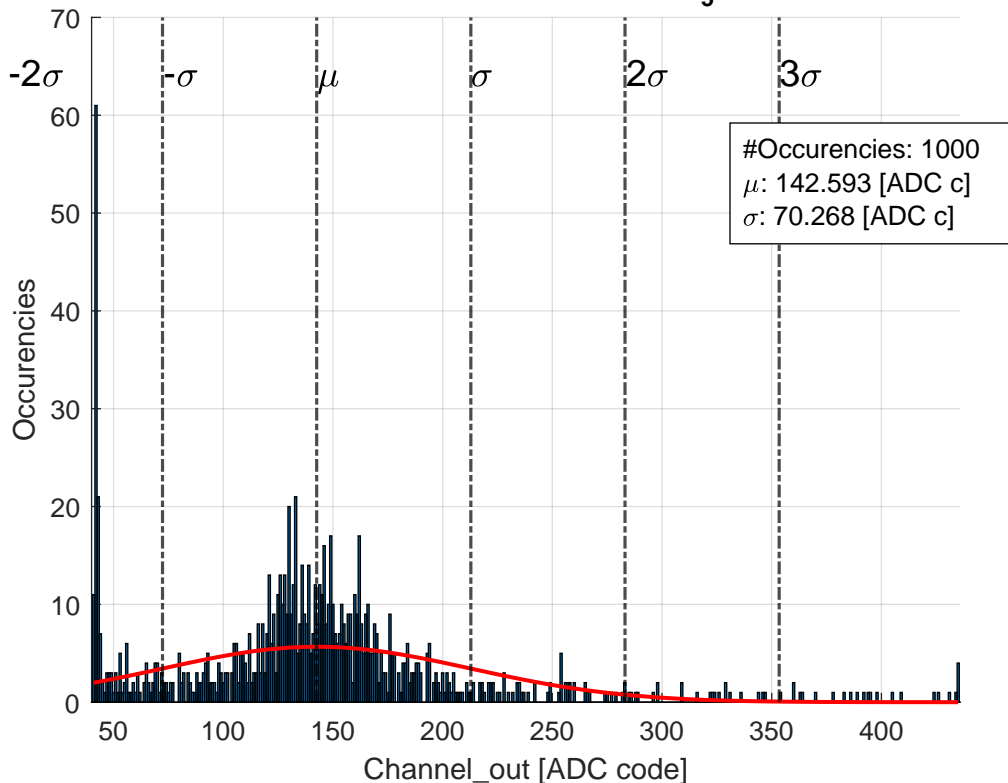 70
-2σ -σ μ σ 2σ 3σ
60
#Occurencies: 1000
μ: 142.593 [ADC c]
σ: 70.268 [ADC c]
50
40
30
20
10
0
Occurencies
50 100 150 200 250 300 350 400
Channel_out [ADC code]